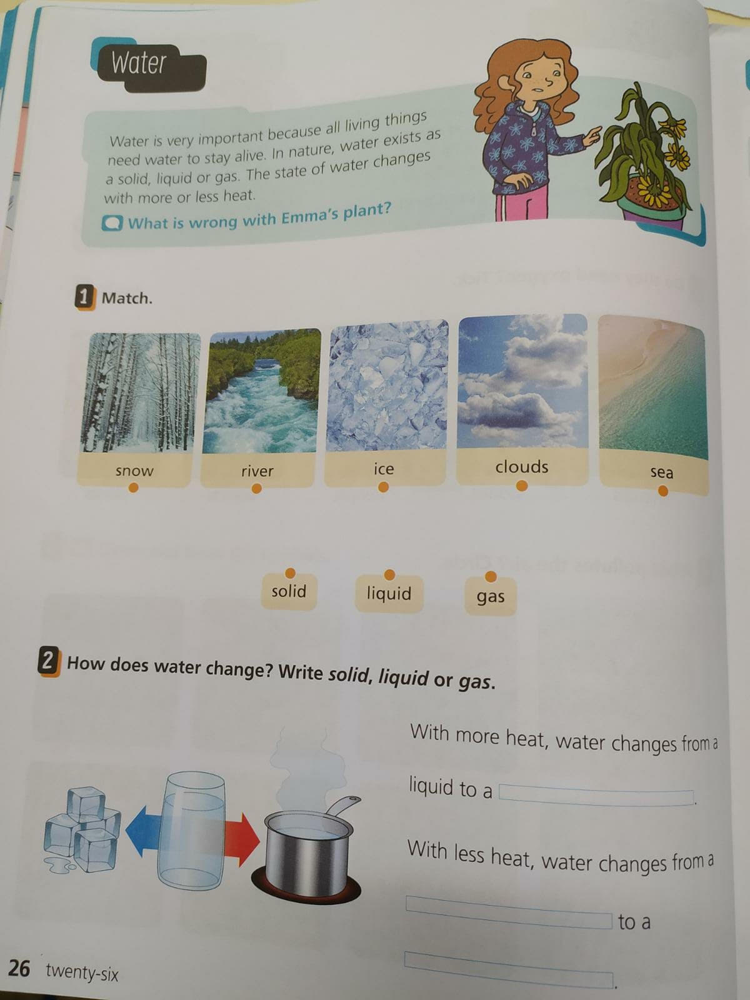 Water
Water is very important because all living things
need water to stay alive. In nature, water exists as
a solid, liquid or gas. The state of water changes
with more or less heat.
What is wrong with Emma's plant?
1 Match.
snow
river
ice
clouds
sea
solid
liquid
gas
2 How does water change? Write solid, liquid or gas.
With more heat, water changes from a
liquid to a .
With less heat, water changes from a
to a
.
26 twenty-six